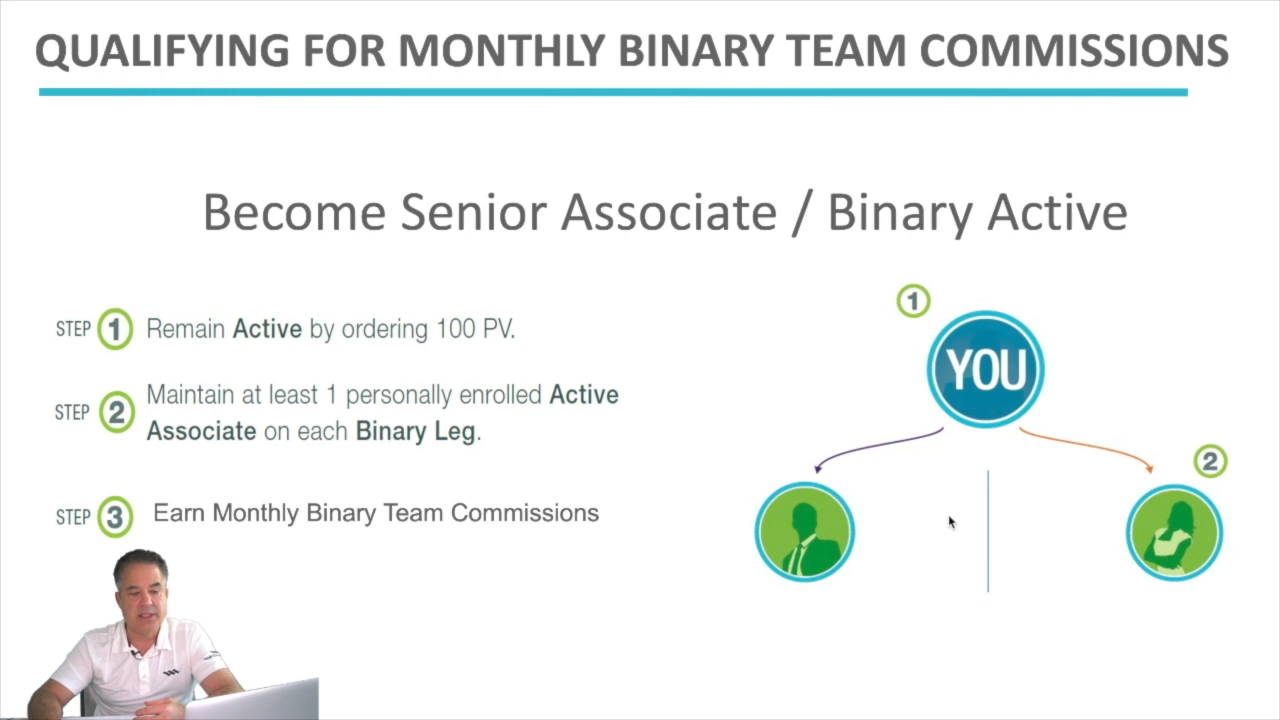 QUALIFYING FOR MONTHLY BINARY TEAM COMMISSIONS
Become Senior Associate / Binary Active
STEP 1 Remain Active by ordering 100 PV.
STEP 2 Maintain at least 1 personally enrolled Active
Associate on each Binary Leg.
STEP 3 Earn Monthly Binary Team Commissions
1
YOU
2